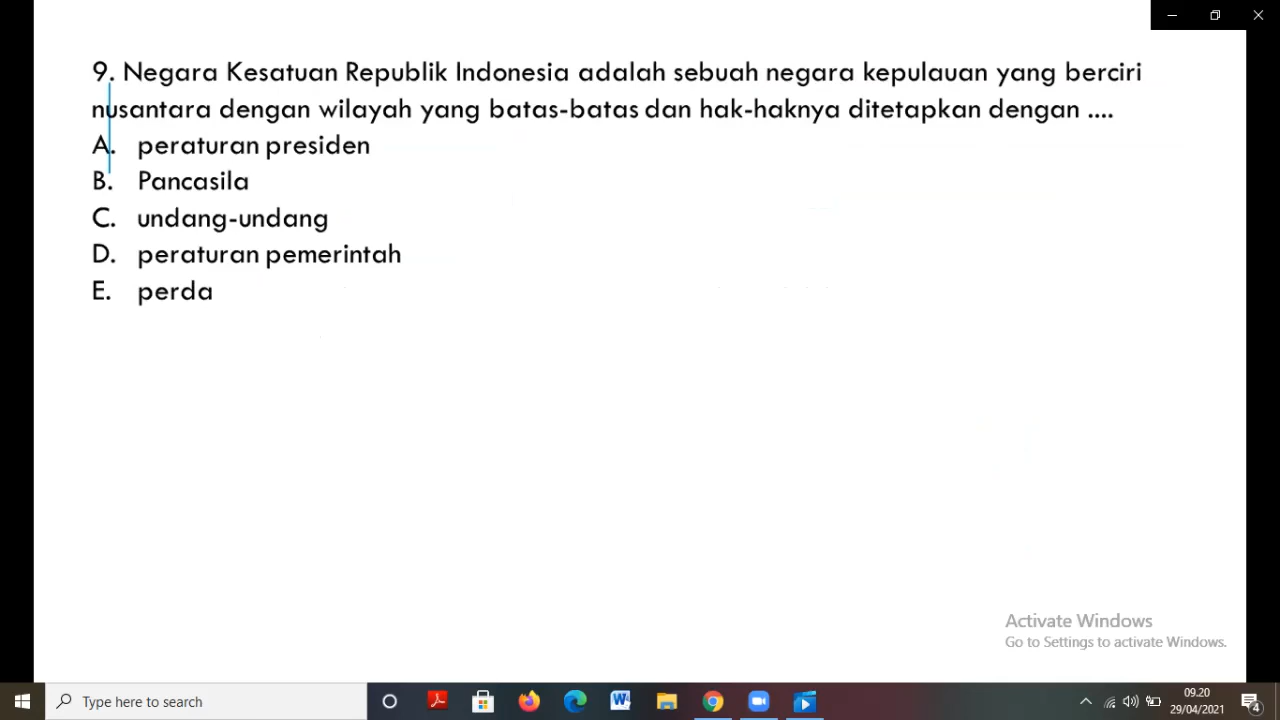 9. Negara Kesatuan Republik Indonesia adalah sebuah negara kepulauan yang berciri
nusantara dengan wilayah yang batas-batas dan hak-haknya ditetapkan dengan ....
A. peraturan presiden
B. Pancasila
C. undang-undang
D. peraturan pemerintah
E. perda
Activate Windows
Go to Settings to activate Windows.
Type here to search
09.20
29/04/2021
4